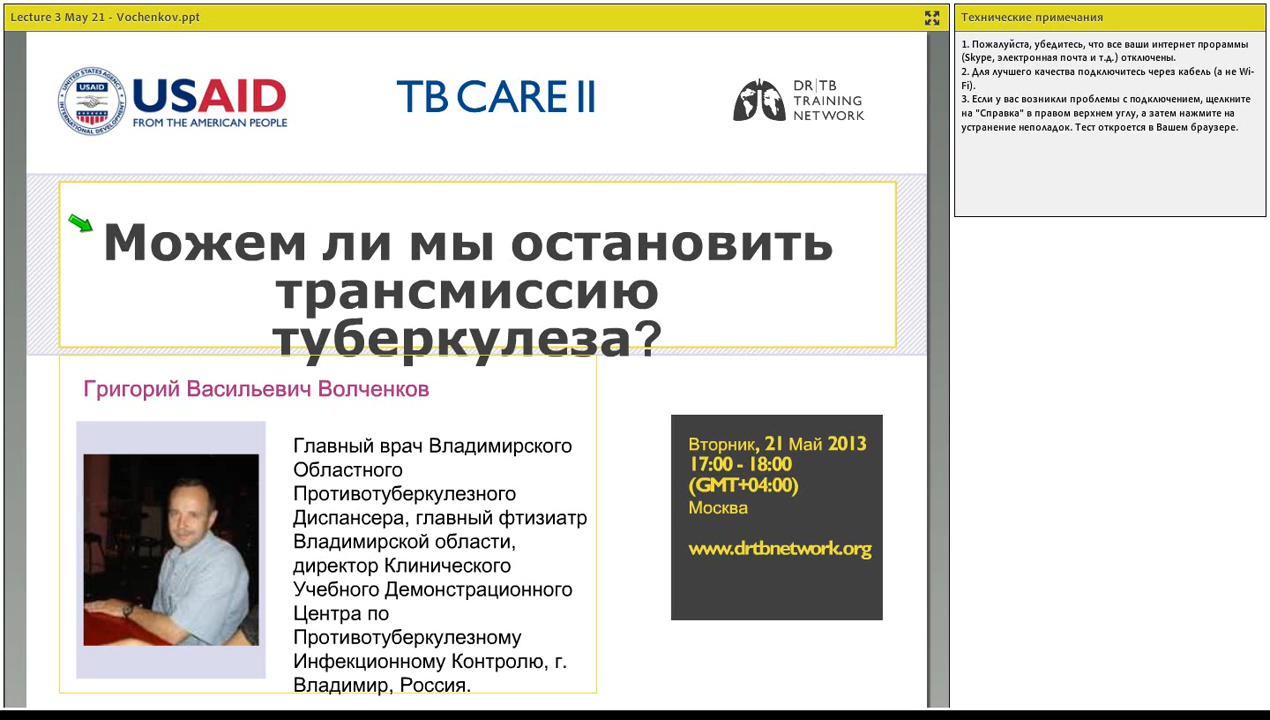 Lecture 3 May 21 - Vochenkov.ppt
USAID
FROM THE AMERICAN PEOPLE
TB CARE II
DR|TB
TRAINING
NETWORK
Можем ли мы остановить
трансмиссию
туберкулеза?
Григорий Васильевич Волченков
Главный врач Владимирского
Областного
Противотуберкулезного
Диспансера, главный фтизиатр
Владимирской области,
директор Клинического
Учебного Демонстрационного
Центра по
Противотуберкулезному
Инфекционному Контролю, г.
Владимир, Россия.
Вторник, 21 Май 2013
17:00 - 18:00
(GMT+04:00)
Москва
www.drtbnetwork.org
Технические примечания
1. Пожалуйста, убедитесь, что все ваши интернет прораммы
(Skype, электронная почта и т.д.) отключены.
2. Для лучшего качества подключитесь через кабель (а не Wi-
Fi).
3. Если у вас возникли проблемы с подключением, щелкните
на "Справка" в правом верхнем углу, а затем нажмите на
устранение неполадок. Тест откроется в Вашем браузере.